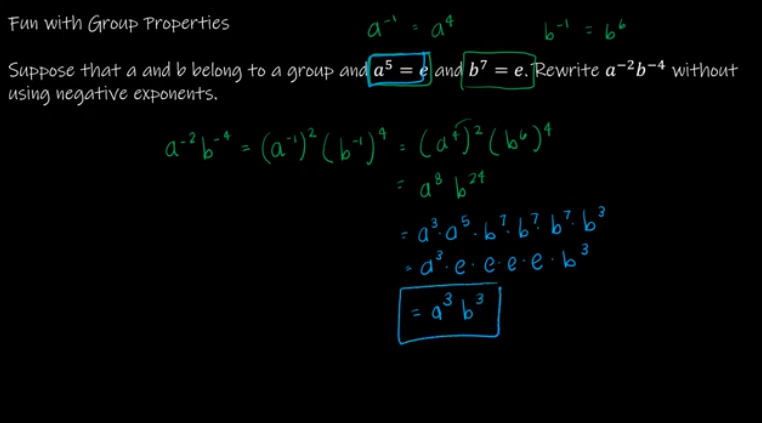 Fun with Group Properties
a⁻¹ = a⁴ b⁻¹ = b⁶
Suppose that a and b belong to a group and a⁵ = e and b⁷ = e. Rewrite a⁻²b⁻⁴ without
using negative exponents.
a⁻²b⁻⁴ = (a⁻¹)² (b⁻¹)⁴ = (a⁴)² (b⁶)⁴
= a⁸ b²⁴
= a³·a⁵·b⁷·b⁷·b⁷·b³
= a³·e·e·e·e·b³
= a³ b³